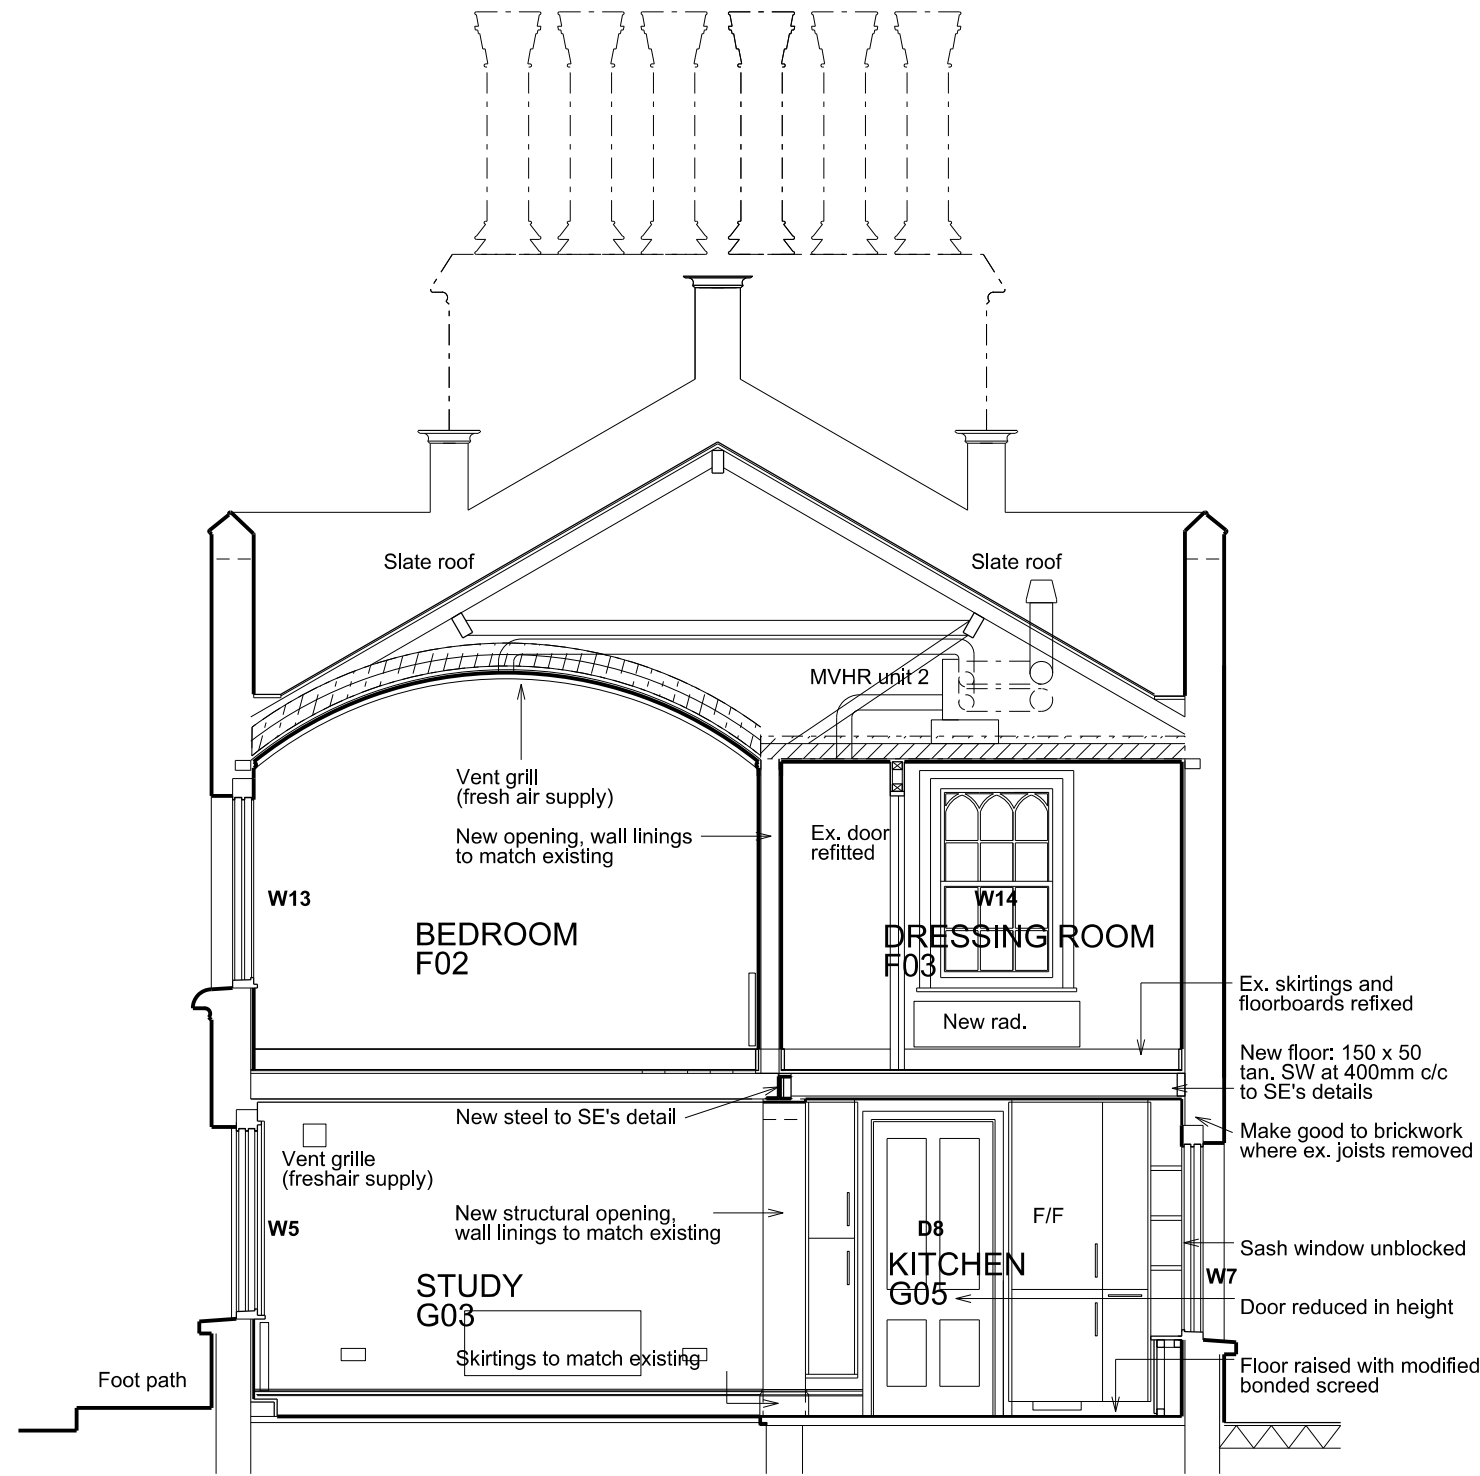 Slate roof
Slate roof
MVHR unit 2
Vent grill
(fresh air supply)
New opening, wall linings
to match existing
Ex. door
refitted
W13
W14
BEDROOM
F02
DRESSING ROOM
F03
New rad.
Ex. skirtings and
floorboards refixed
New floor: 150 x 50
tan. SW at 400mm c/c
to SE's details
New steel to SE's detail
Make good to brickwork
where ex. joists removed
Vent grille
(freshair supply)
New structural opening,
wall linings to match existing
W5
D8
F/F
Sash window unblocked
W7
KITCHEN
G05
STUDY
G03
Door reduced in height
Skirtings to match existing
Floor raised with modified
bonded screed
Foot path